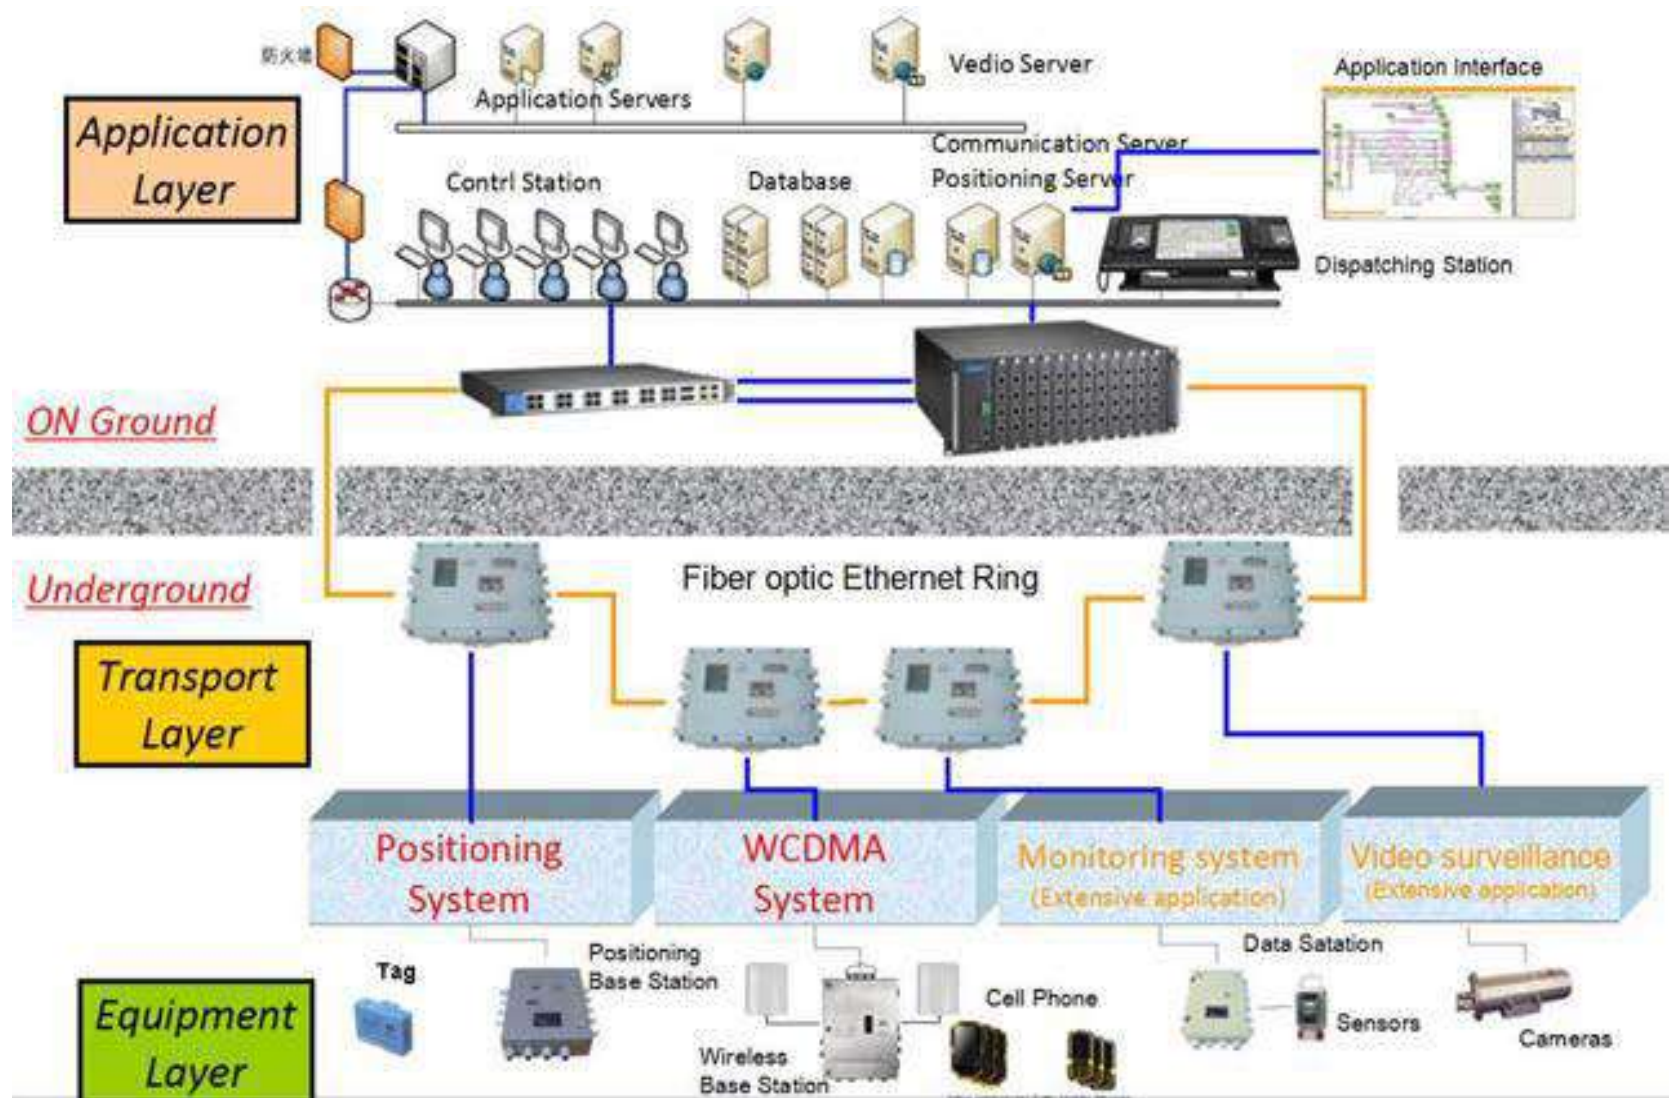 防火墙
Vedio Server
Application Servers
Application Interface
Application
Layer
Communication Server
Contrl Station
Database
Positioning Server
Dispatching Station
ON Ground
Underground
Fiber optic Ethernet Ring
Transport
Layer
Positioning
System
WCDMA
System
Monitoring system
(Extensive application)
Video surveillance
(Extensive application)
Equipment
Layer
Tag
Positioning
Base Station
Wireless
Base Station
Cell Phone
Data Satation
Sensors
Cameras